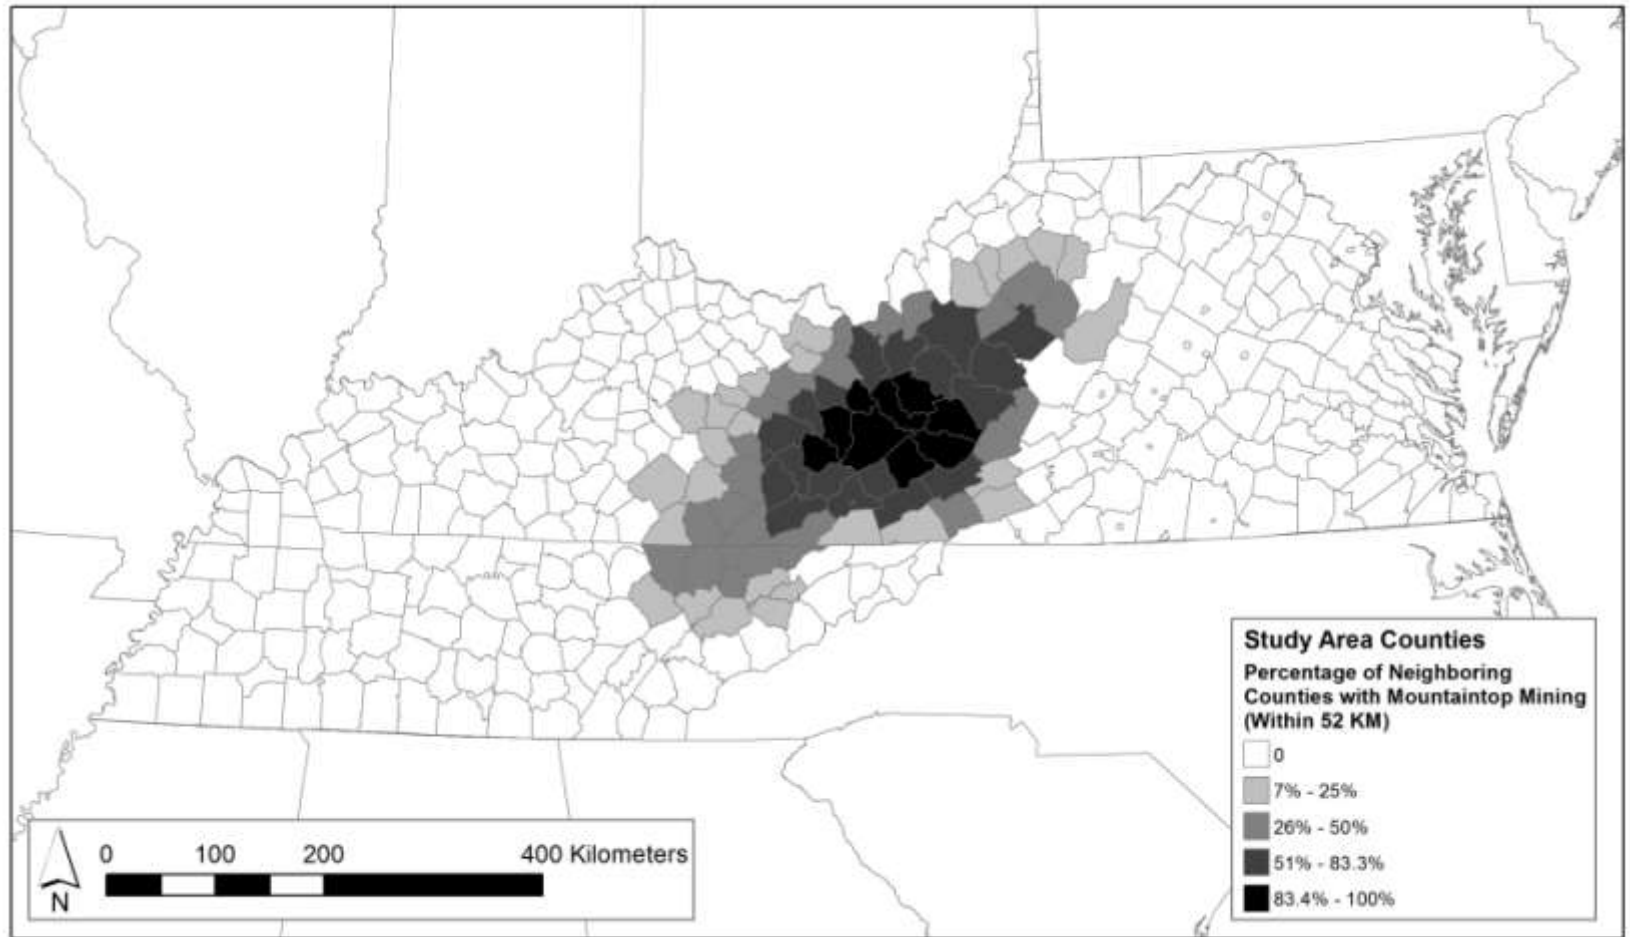 Study Area Counties
Percentage of Neighboring
Counties with Mountaintop Mining
(Within 52 KM)
0
7% - 25%
26% - 50%
51% - 83.3%
83.4% - 100%
0 100 200 400 Kilometers
N